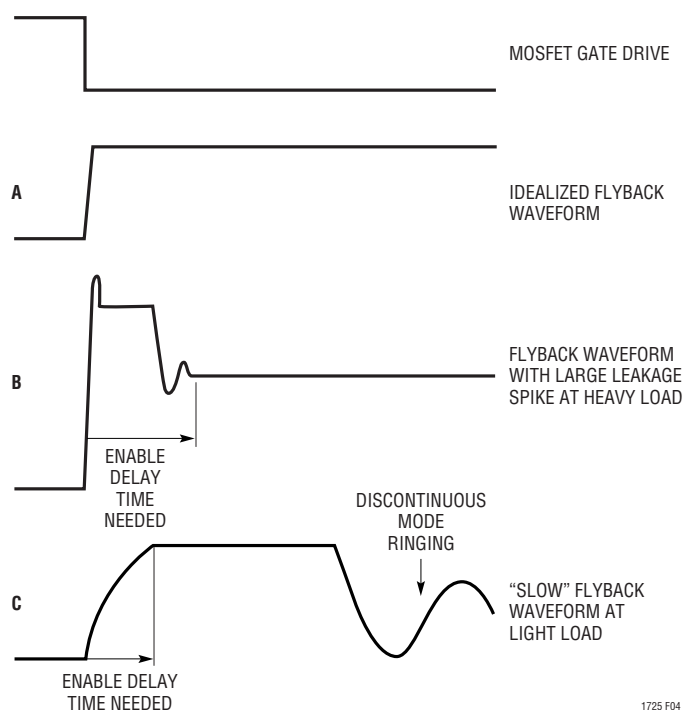 MOSFET GATE DRIVE
A
IDEALIZED FLYBACK
WAVEFORM
B
FLYBACK WAVEFORM
WITH LARGE LEAKAGE
SPIKE AT HEAVY LOAD
ENABLE
DELAY
TIME
NEEDED
DISCONTINUOUS
MODE
RINGING
C
“SLOW” FLYBACK
WAVEFORM AT
LIGHT LOAD
ENABLE DELAY
TIME NEEDED
1725 F04